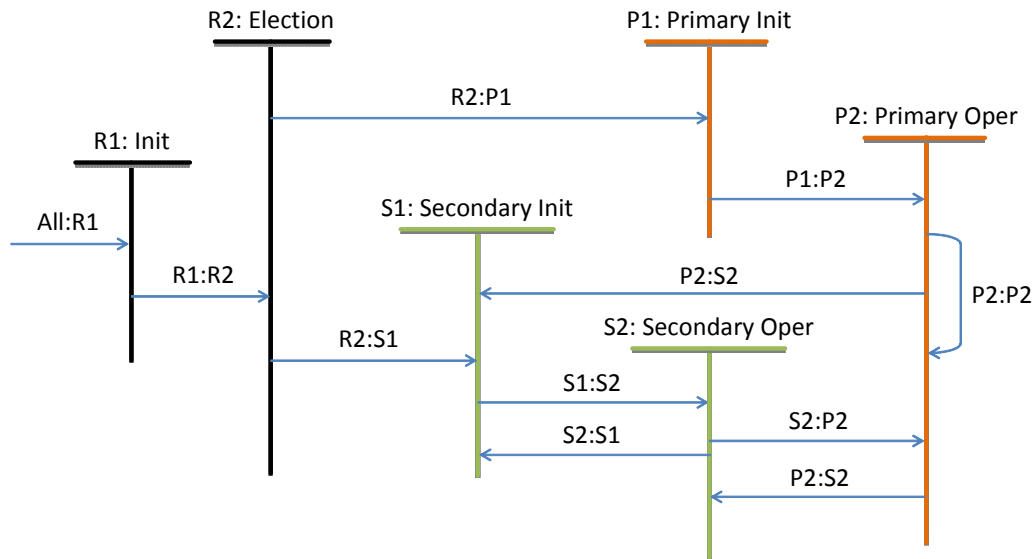 R2: Election
P1: Primary Init
R2:P1
P2: Primary Oper
R1: Init
P1:P2
S1: Secondary Init
All:R1
R1:R2
P2:S2
P2:P2
S2: Secondary Oper
R2:S1
S1:S2
S2:P2
S2:S1
P2:S2